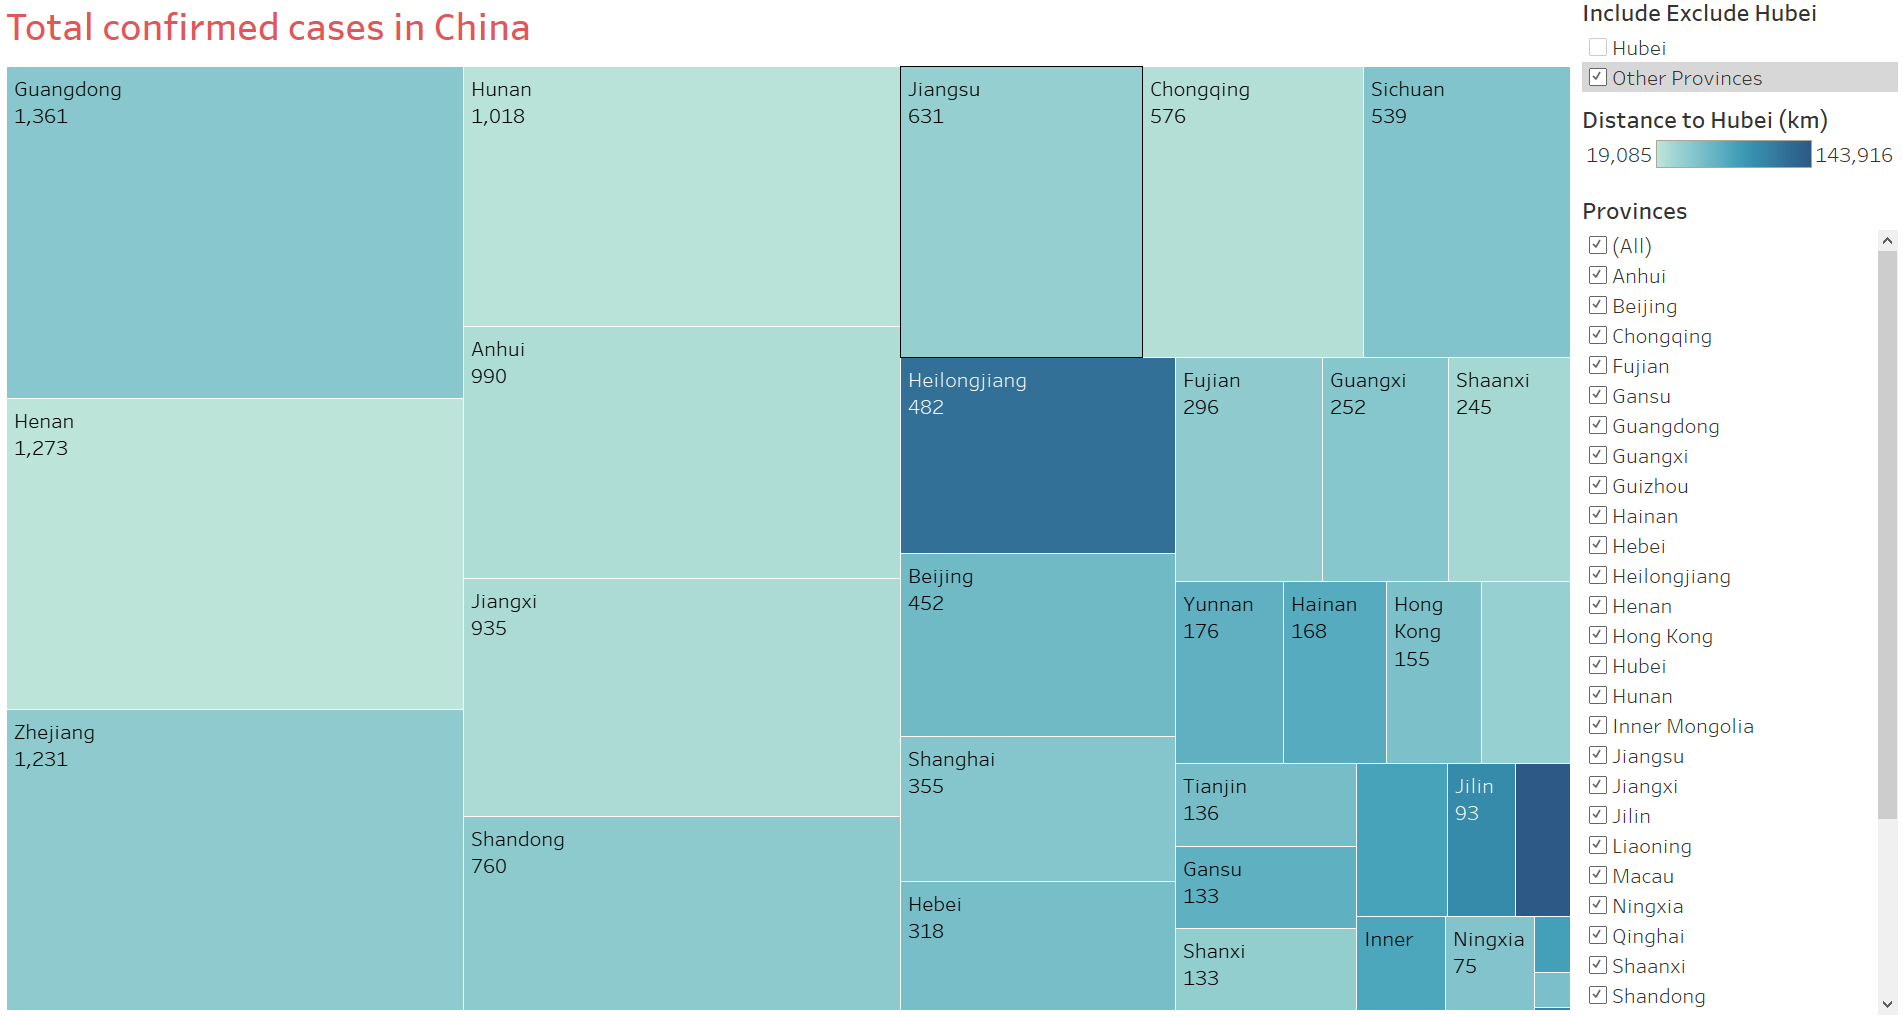 Total confirmed cases in China
Guangdong
1,361
Henan
1,273
Zhejiang
1,231
Hunan
1,018
Anhui
990
Jiangxi
935
Shandong
760
Jiangsu
631
Chongqing
576
Sichuan
539
Heilongjiang
482
Beijing
452
Shanghai
355
Hebei
318
Fujian
296
Guangxi
252
Shaanxi
245
Yunnan
176
Hainan
168
Hong
Kong
155
Tianjin
136
Gansu
133
Shanxi
133
Jilin
93
Inner
Ningxia
75
Include Exclude Hubei
Hubei
Other Provinces
Distance to Hubei (km)
19,085 143,916
Provinces
(All)
Anhui
Beijing
Chongqing
Fujian
Gansu
Guangdong
Guangxi
Guizhou
Hainan
Hebei
Heilongjiang
Henan
Hong Kong
Hubei
Hunan
Inner Mongolia
Jiangsu
Jiangxi
Jilin
Liaoning
Macau
Ningxia
Qinghai
Shaanxi
Shandong